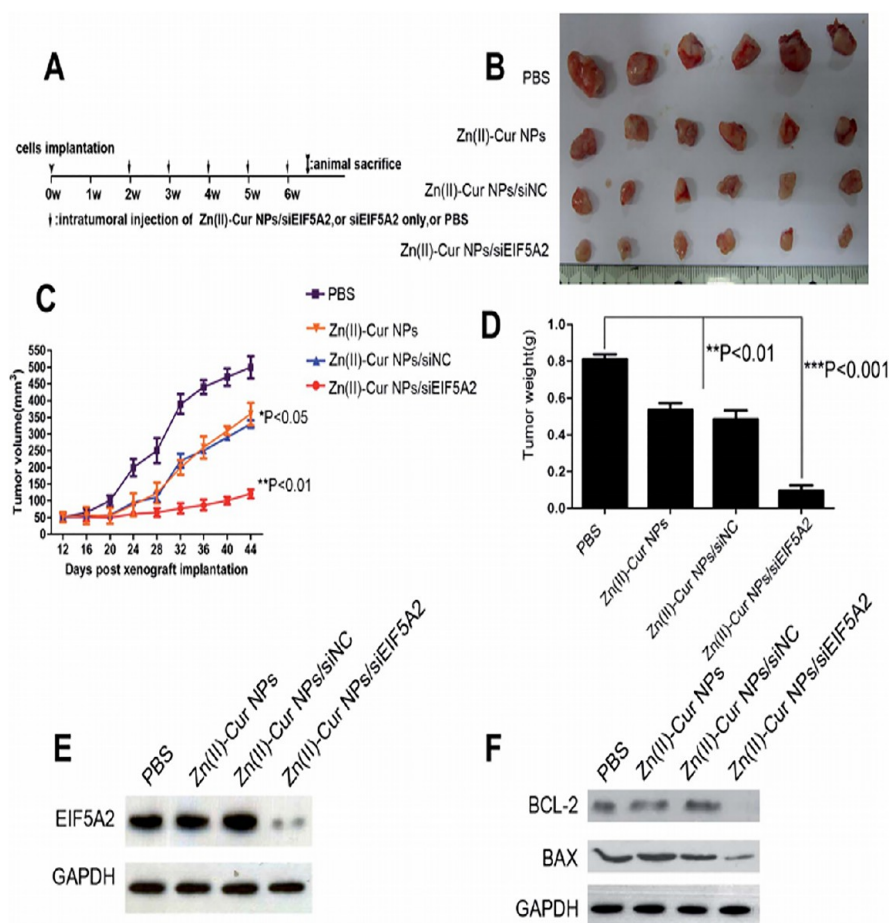 A
cells implantation
:animal sacrifice
0w 1w 2w 3w 4w 5w 6w
:intratumoral injection of Zn(II)-Cur NPs/siEIF5A2,or siEIF5A2 only,or PBS
B
PBS
Zn(II)-Cur NPs
Zn(II)-Cur NPs/siNC
Zn(II)-Cur NPs/siEIF5A2
C
PBS
Zn(II)-Cur NPs
Zn(II)-Cur NPs/siNC
Zn(II)-Cur NPs/siEIF5A2
Tumor volume(mm³)
550
500
450
400
350
300
250
200
150
100
50
0
*P<0.05
**P<0.01
12 16 20 24 28 32 36 40 44
Days post xenograft implantation
D
Tumor weight(g)
1.0
0.8
0.6
0.4
0.2
0.0
**P<0.01
***P<0.001
PBS
Zn(II)-Cur NPs
Zn(II)-Cur NPs/siNC
Zn(II)-Cur NPs/siEIF5A2
E
PBS
Zn(II)-Cur NPs
Zn(II)-Cur NPs/siNC
Zn(II)-Cur NPs/siEIF5A2
EIF5A2
GAPDH
F
PBS
Zn(II)-Cur NPs
Zn(II)-Cur NPs/siNC
Zn(II)-Cur NPs/siEIF5A2
BCL-2
BAX
GAPDH